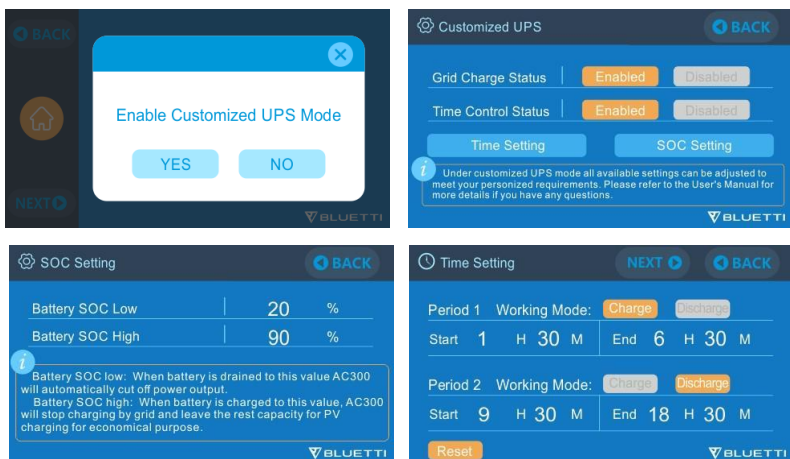 BACK
Enable Customized UPS Mode
YES NO
NEXT
BLUETTI
Customized UPS
BACK
Grid Charge Status Enabled Disabled
Time Control Status Enabled Disabled
Time Setting SOC Setting
i
Under customized UPS mode all available settings can be adjusted to
meet your personized requirements. Please refer to the User's Manual for
more details if you have any questions.
BLUETTI
SOC Setting
BACK
Battery SOC Low 20 %
Battery SOC High 90 %
i
Battery SOC low: When battery is drained to this value AC300
will automatically cut off power output.
Battery SOC high: When battery is charged to this value, AC300
will stop charging by grid and leave the rest capacity for PV
charging for economical purpose.
BLUETTI
Time Setting
NEXT BACK
Period 1 Working Mode: Charge Discharge
Start 1 H 30 M End 6 H 30 M
Period 2 Working Mode: Charge Discharge
Start 9 H 30 M End 18 H 30 M
Reset
BLUETTI